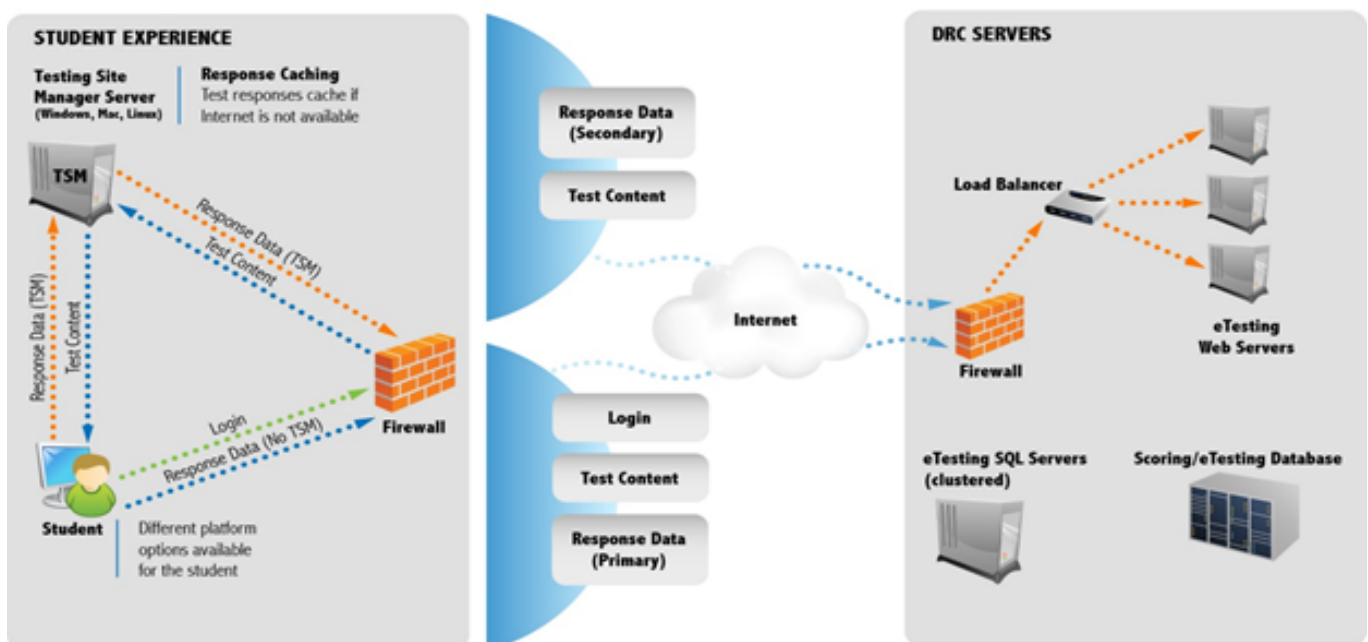 STUDENT EXPERIENCE
Testing Site
Manager Server
(Windows, Mac, Linux)
Response Caching
Test responses cache if
Internet is not available
TSM
Response Data (TSM)
Test Content
Response Data (TSM)
Test Content
Login
Response Data (No TSM)
Firewall
Student
Different platform
options available
for the student
Response Data
(Secondary)
Test Content
Internet
Login
Test Content
Response Data
(Primary)
DRC SERVERS
Load Balancer
Firewall
eTesting
Web Servers
eTesting SQL Servers
(clustered)
Scoring/eTesting Database